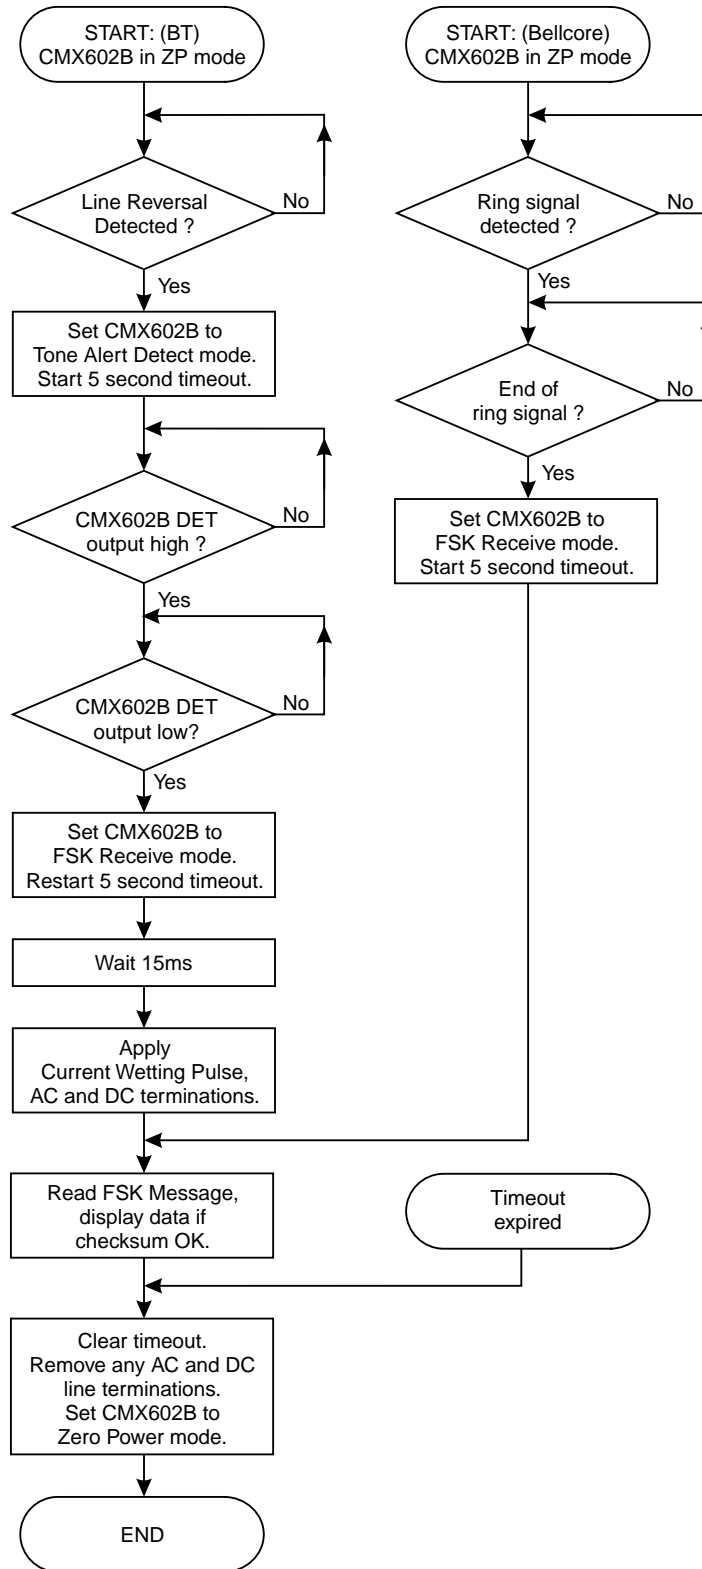 START: (BT)
CMX602B in ZP mode
Line Reversal
Detected ?
No
Yes
Set CMX602B to
Tone Alert Detect mode.
Start 5 second timeout.
CMX602B DET
output high ?
No
Yes
CMX602B DET
output low?
No
Yes
Set CMX602B to
FSK Receive mode.
Restart 5 second timeout.
Wait 15ms
Apply
Current Wetting Pulse,
AC and DC terminations.
Read FSK Message,
display data if
checksum OK.
Clear timeout.
Remove any AC and DC
line terminations.
Set CMX602B to
Zero Power mode.
END
START: (Bellcore)
CMX602B in ZP mode
Ring signal
detected ?
No
Yes
End of
ring signal ?
No
Yes
Set CMX602B to
FSK Receive mode.
Start 5 second timeout.
Timeout
expired